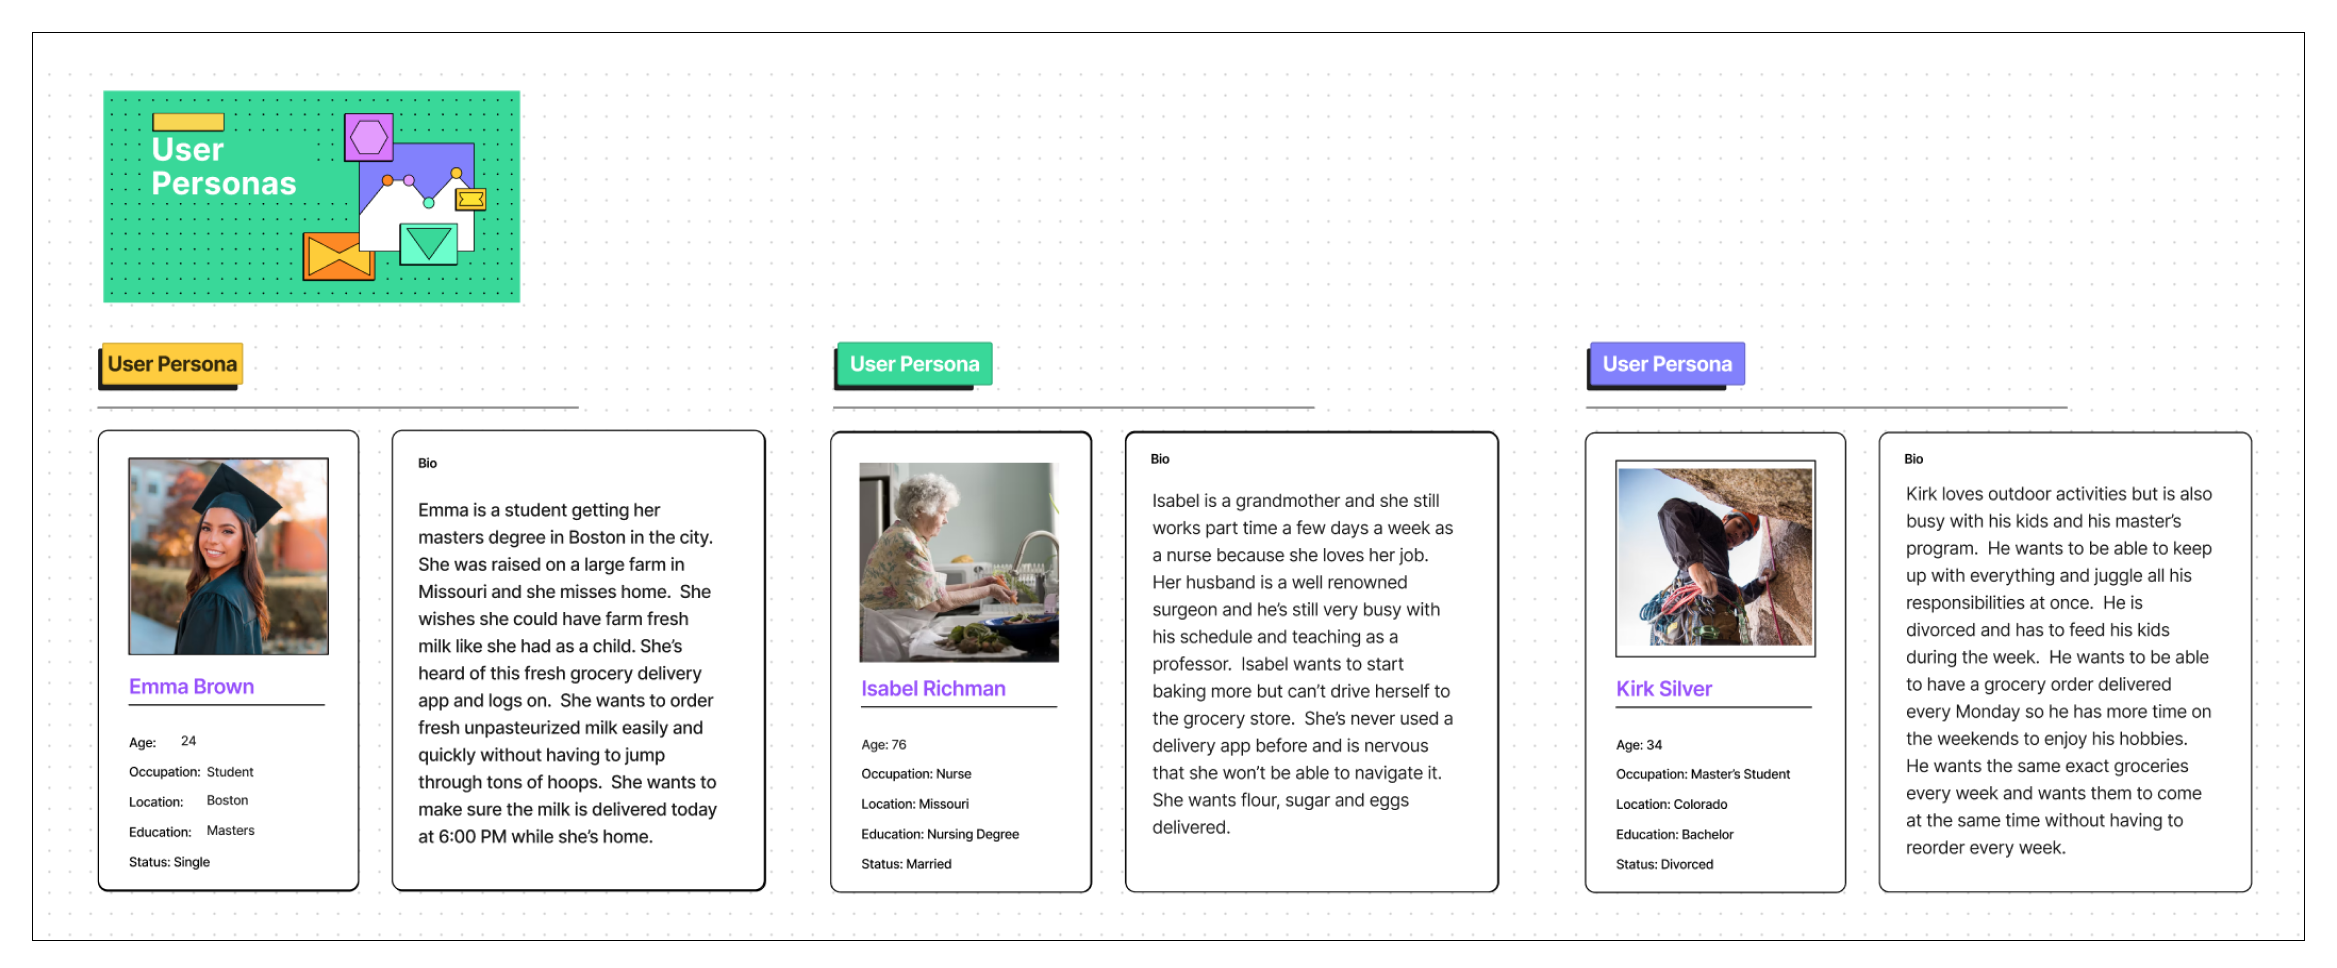 User
Personas
User Persona
Emma Brown
Age: 24
Occupation: Student
Location: Boston
Education: Masters
Status: Single
Bio
Emma is a student getting her
masters degree in Boston in the city.
She was raised on a large farm in
Missouri and she misses home.  She
wishes she could have farm fresh
milk like she had as a child. She's
heard of this fresh grocery delivery
app and logs on.  She wants to order
fresh unpasteurized milk easily and
quickly without having to jump
through tons of hoops.  She wants to
make sure the milk is delivered today
at 6:00 PM while she's home.
User Persona
Isabel Richman
Age: 76
Occupation: Nurse
Location: Missouri
Education: Nursing Degree
Status: Married
Bio
Isabel is a grandmother and she still
works part time a few days a week as
a nurse because she loves her job.
Her husband is a well renowned
surgeon and he's still very busy with
his schedule and teaching as a
professor.  Isabel wants to start
baking more but can't drive herself to
the grocery store.  She's never used a
delivery app before and is nervous
that she won't be able to navigate it.
She wants flour, sugar and eggs
delivered.
User Persona
Kirk Silver
Age: 34
Occupation: Master's Student
Location: Colorado
Education: Bachelor
Status: Divorced
Bio
Kirk loves outdoor activities but is also
busy with his kids and his master's
program.  He wants to be able to keep
up with everything and juggle all his
responsibilities at once.  He is
divorced and has to feed his kids
during the week.  He wants to be able
to have a grocery order delivered
every Monday so he has more time on
the weekends to enjoy his hobbies.
He wants the same exact groceries
every week and wants them to come
at the same time without having to
reorder every week.